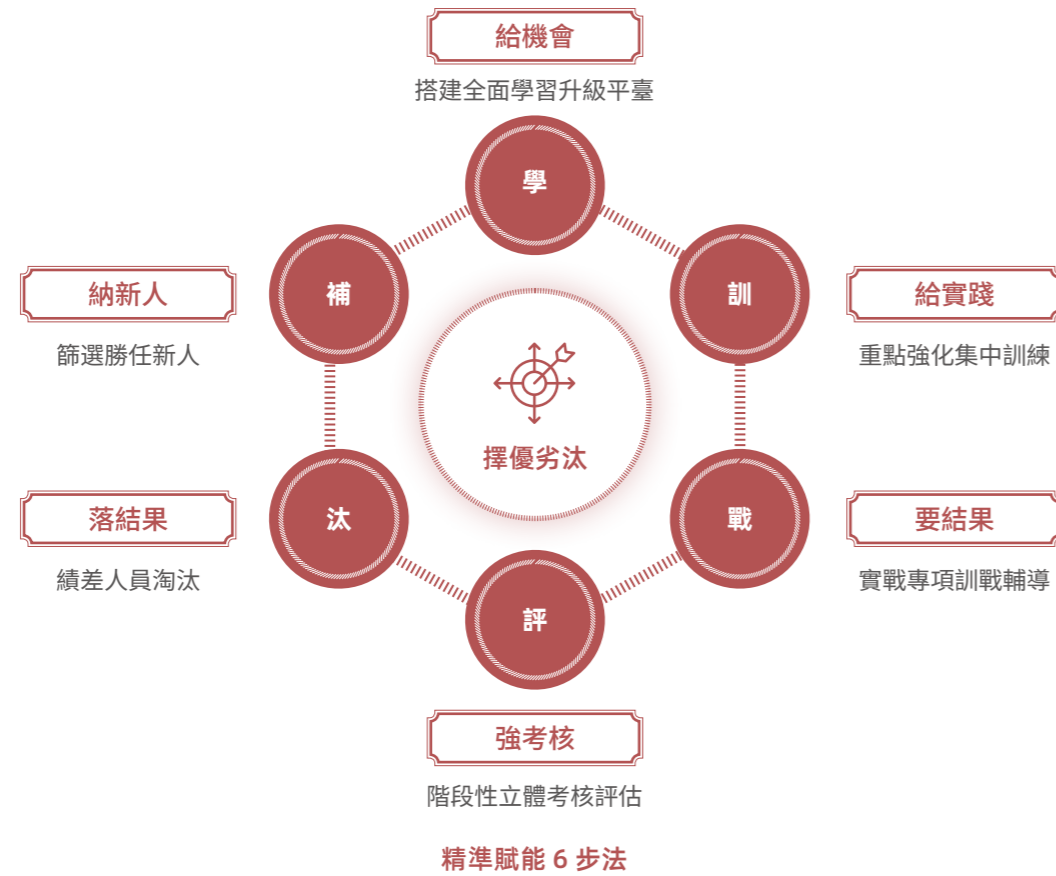 給機會
搭建全面學習升級平臺
學
補
訓
納新人
篩選勝任新人
給實踐
重點強化集中訓練
擇優劣汰
汰
戰
落結果
績差人員淘汰
要結果
實戰專項訓戰輔導
評
強考核
階段性立體考核評估
精準賦能 6 步法